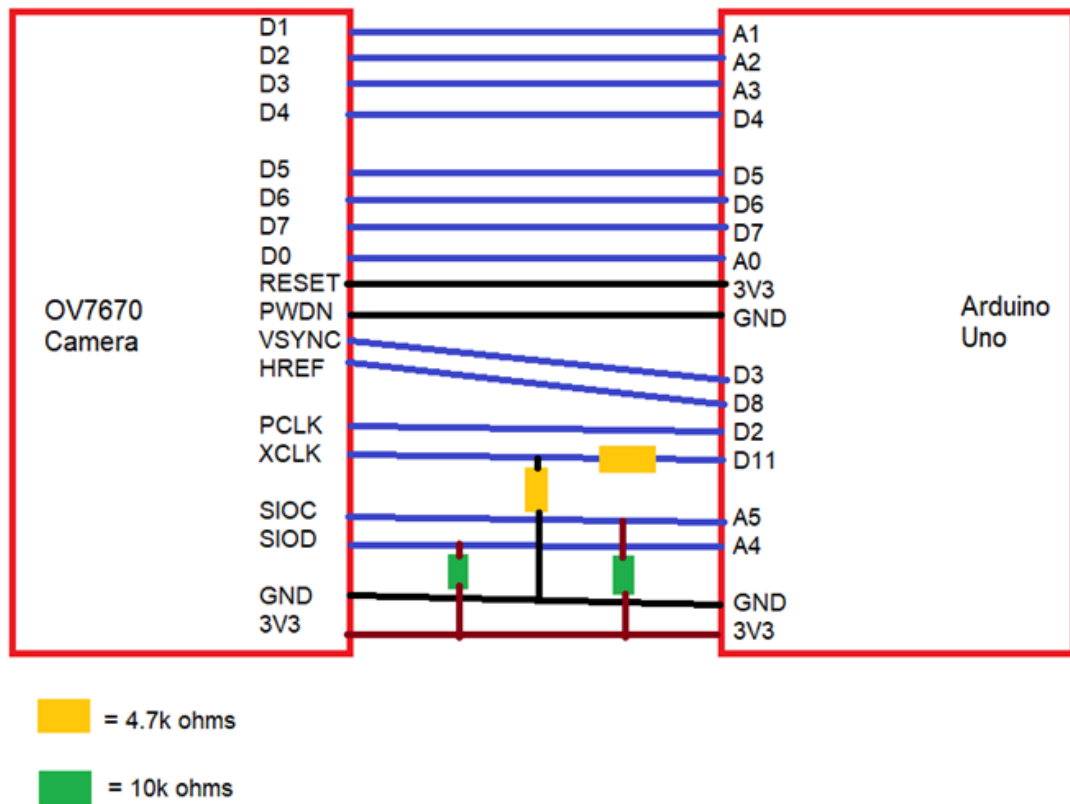 D1
D2
D3
D4
D5
D6
D7
D0
RESET
PWDN
VSYNC
HREF
PCLK
XCLK
SIOC
SIOD
GND
3V3
OV7670
Camera
A1
A2
A3
D4
D5
D6
D7
A0
3V3
GND
D3
D8
D2
D11
A5
A4
GND
3V3
Arduino
Uno
= 4.7k ohms
= 10k ohms